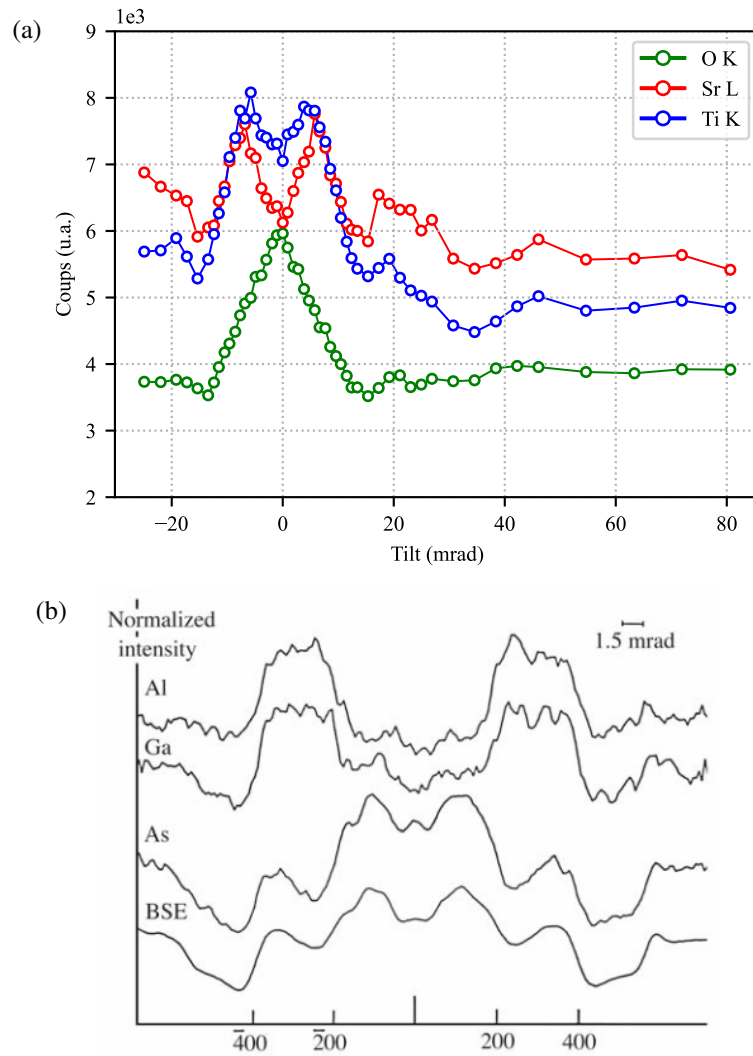 (a)
1e3
9
8
7
6
5
4
3
2
Coups (u.a.)
O K
Sr L
Ti K
−20 0 20 40 60 80
Tilt (mrad)
(b)
Normalized
intensity
1.5 mrad
Al
Ga
As
BSE
4̅00 2̅00 200 400